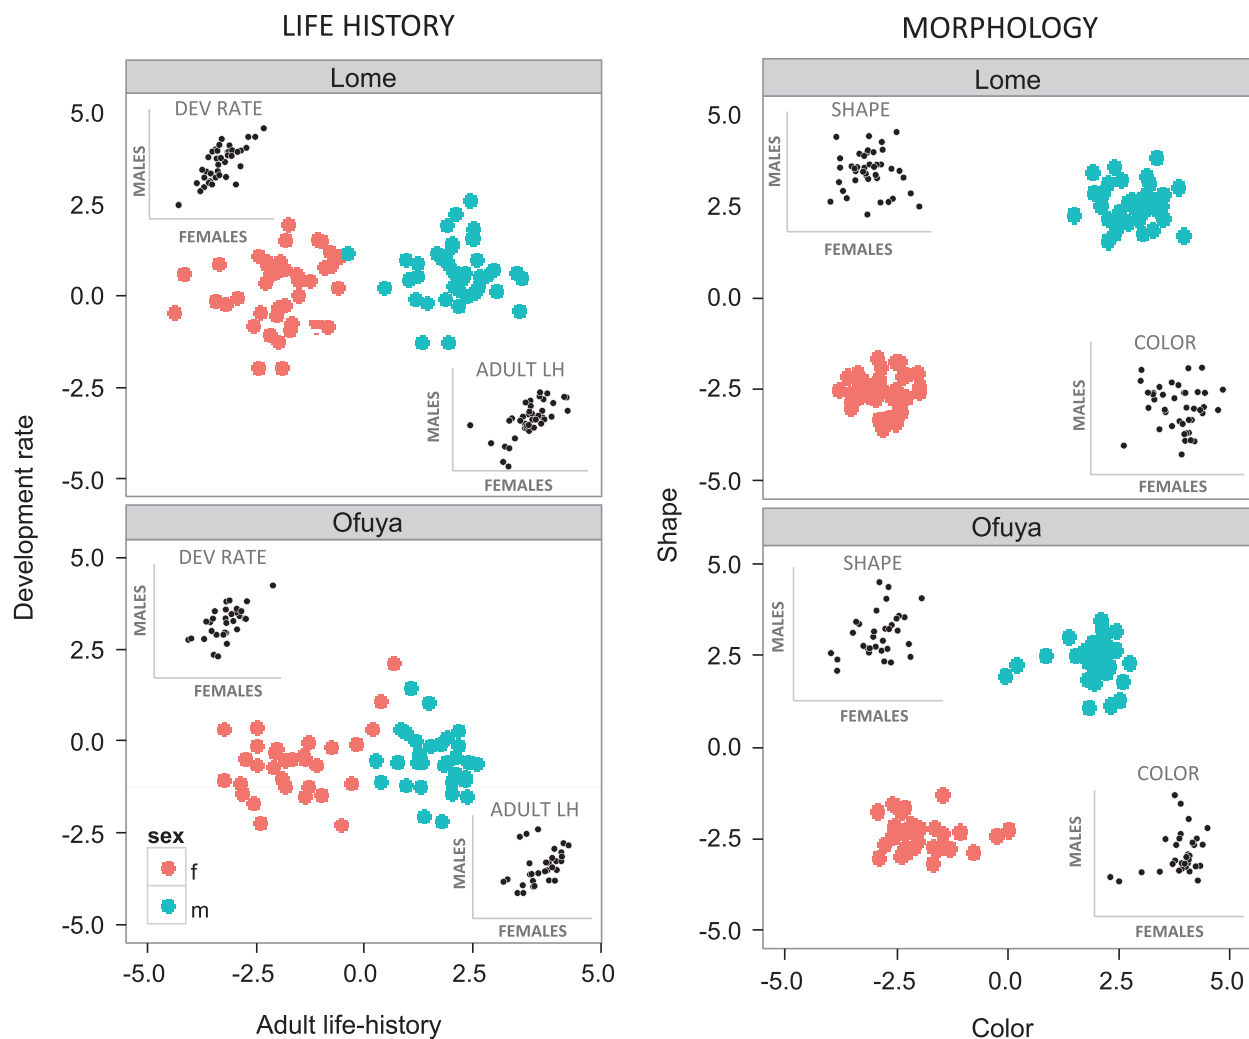 LIFE HISTORY
MORPHOLOGY
Lome
DEV RATE
MALES
FEMALES
ADULT LH
MALES
FEMALES
5.0
2.5
0.0
-2.5
-5.0
Ofuya
DEV RATE
MALES
FEMALES
ADULT LH
MALES
FEMALES
5.0
2.5
0.0
-2.5
-5.0
sex
f
m
Development rate
-5.0
-2.5
0.0
2.5
5.0
Adult life-history
Lome
SHAPE
MALES
FEMALES
COLOR
MALES
FEMALES
5.0
2.5
0.0
-2.5
-5.0
Ofuya
SHAPE
MALES
FEMALES
COLOR
MALES
FEMALES
5.0
2.5
0.0
-2.5
-5.0
Shape
-5.0
-2.5
0.0
2.5
5.0
Color